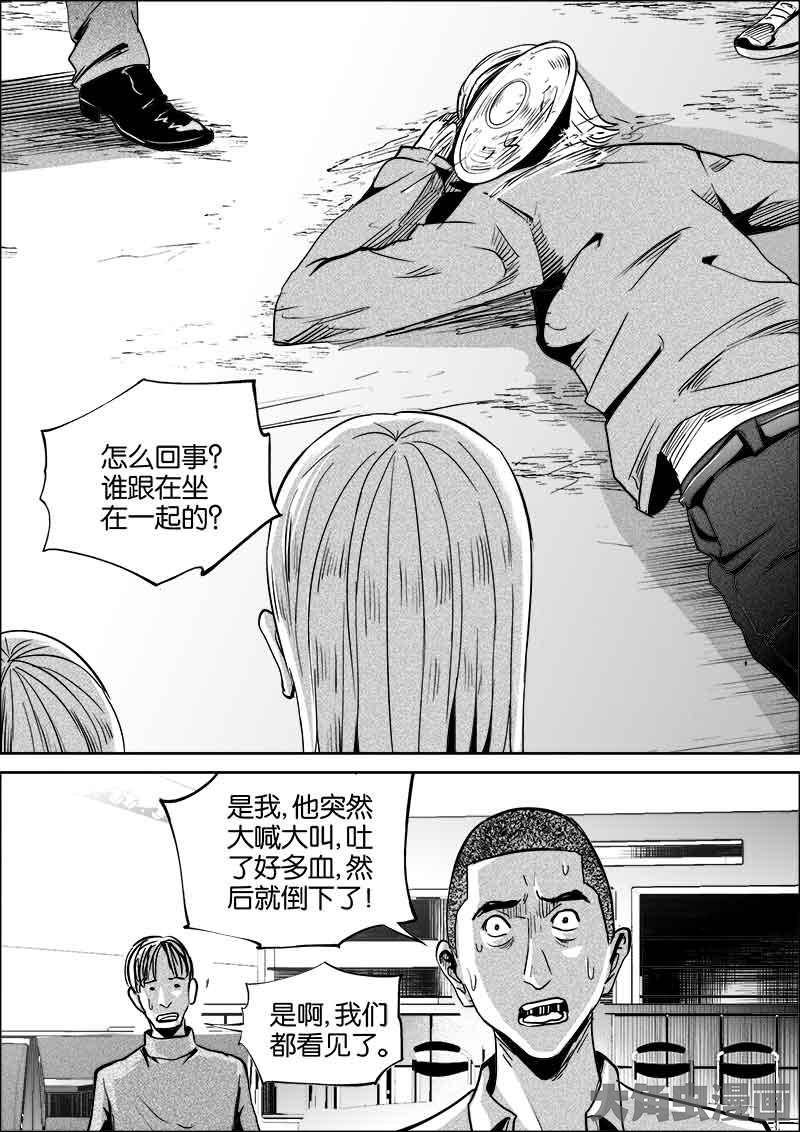 怎么回事?
谁跟在坐
在一起的?
是我,他突然
大喊大叫,吐
了好多血,然
后就倒下了!
是啊,我们
都看见了。
大角虫漫画